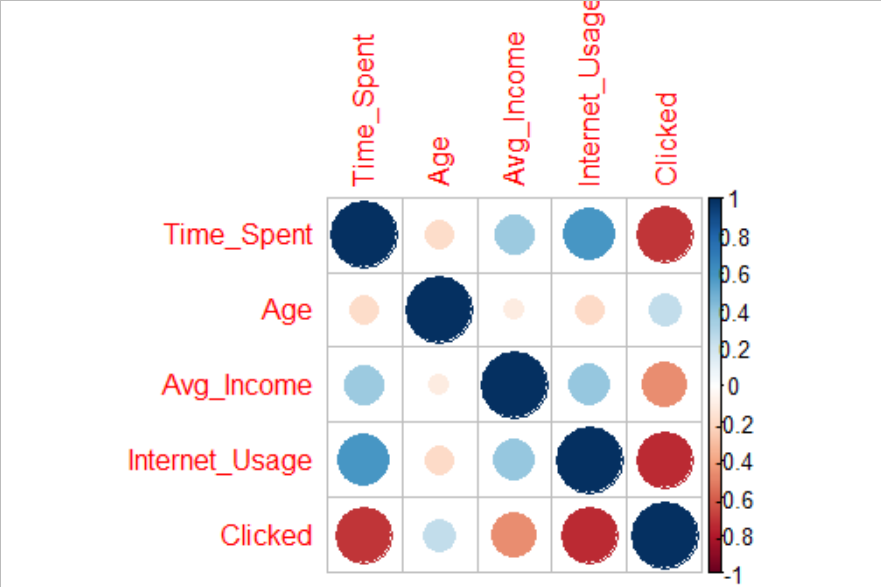 Time_Spent
Age
Avg_Income
Internet_Usage
Clicked
Time_Spent
Age
Avg_Income
Internet_Usage
Clicked
1
0.8
0.6
0.4
0.2
0
-0.2
-0.4
-0.6
-0.8
-1